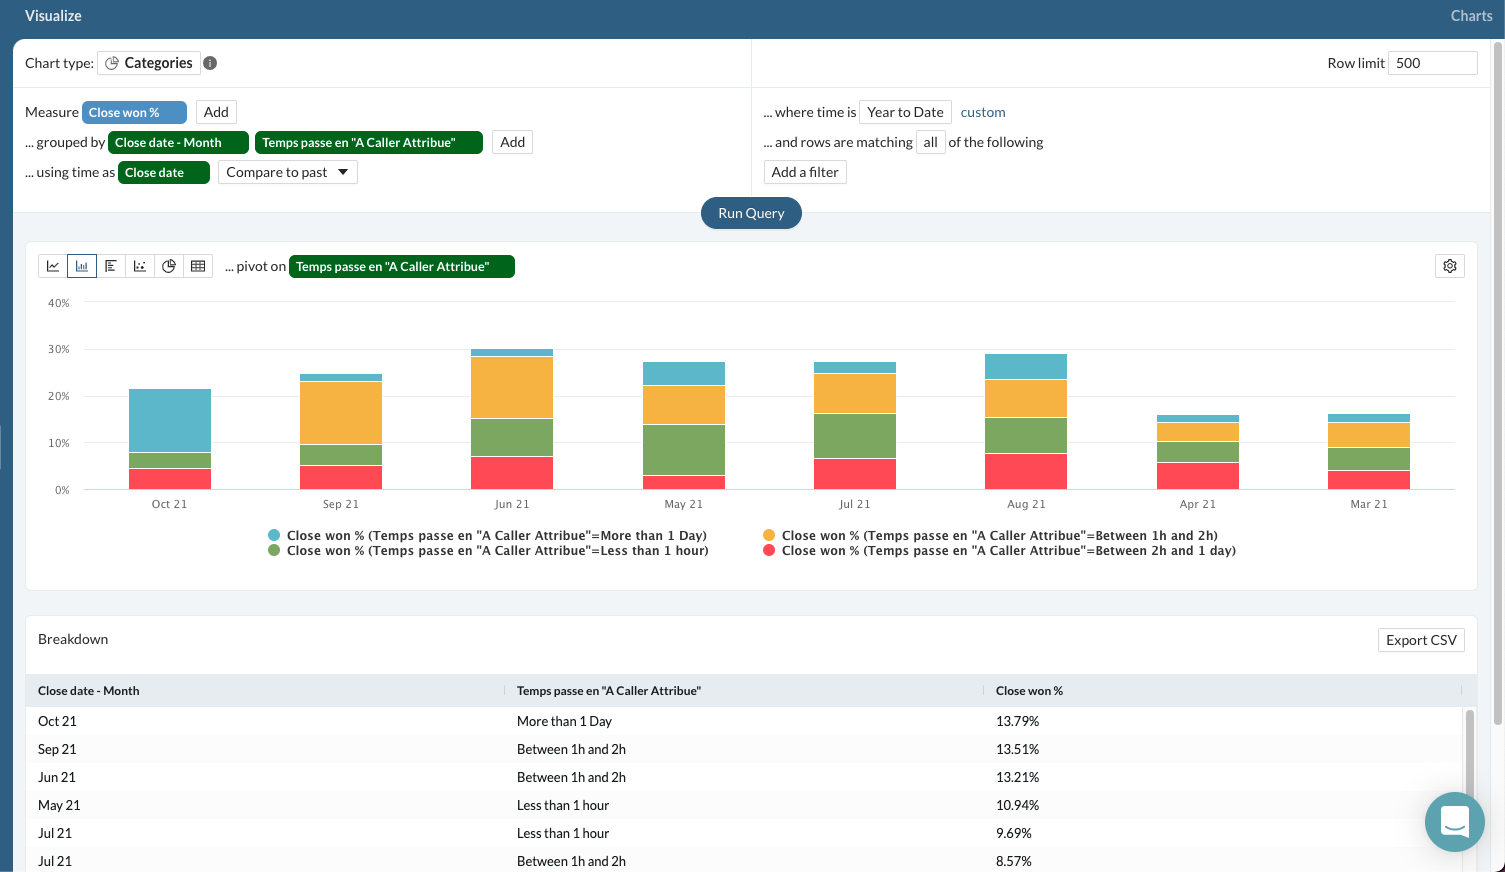 Visualize
Charts
Chart type: Categories
Row limit 500
Measure Close won % Add
... where time is Year to Date custom
... grouped by Close date - Month Temps passe en "A Caller Attribue" Add
... and rows are matching all of the following
... using time as Close date Compare to past
Add a filter
Run Query
... pivot on Temps passe en "A Caller Attribue"
40%
30%
20%
10%
0%
Oct 21 Sep 21 Jun 21 May 21 Jul 21 Aug 21 Apr 21 Mar 21
Close won % (Temps passe en "A Caller Attribue"=More than 1 Day)
Close won % (Temps passe en "A Caller Attribue"=Between 1h and 2h)
Close won % (Temps passe en "A Caller Attribue"=Less than 1 hour)
Close won % (Temps passe en "A Caller Attribue"=Between 2h and 1 day)
Breakdown
Export CSV
Close date - Month Temps passe en "A Caller Attribue" Close won %
Oct 21 More than 1 Day 13.79%
Sep 21 Between 1h and 2h 13.51%
Jun 21 Between 1h and 2h 13.21%
May 21 Less than 1 hour 10.94%
Jul 21 Less than 1 hour 9.69%
Jul 21 Between 1h and 2h 8.57%